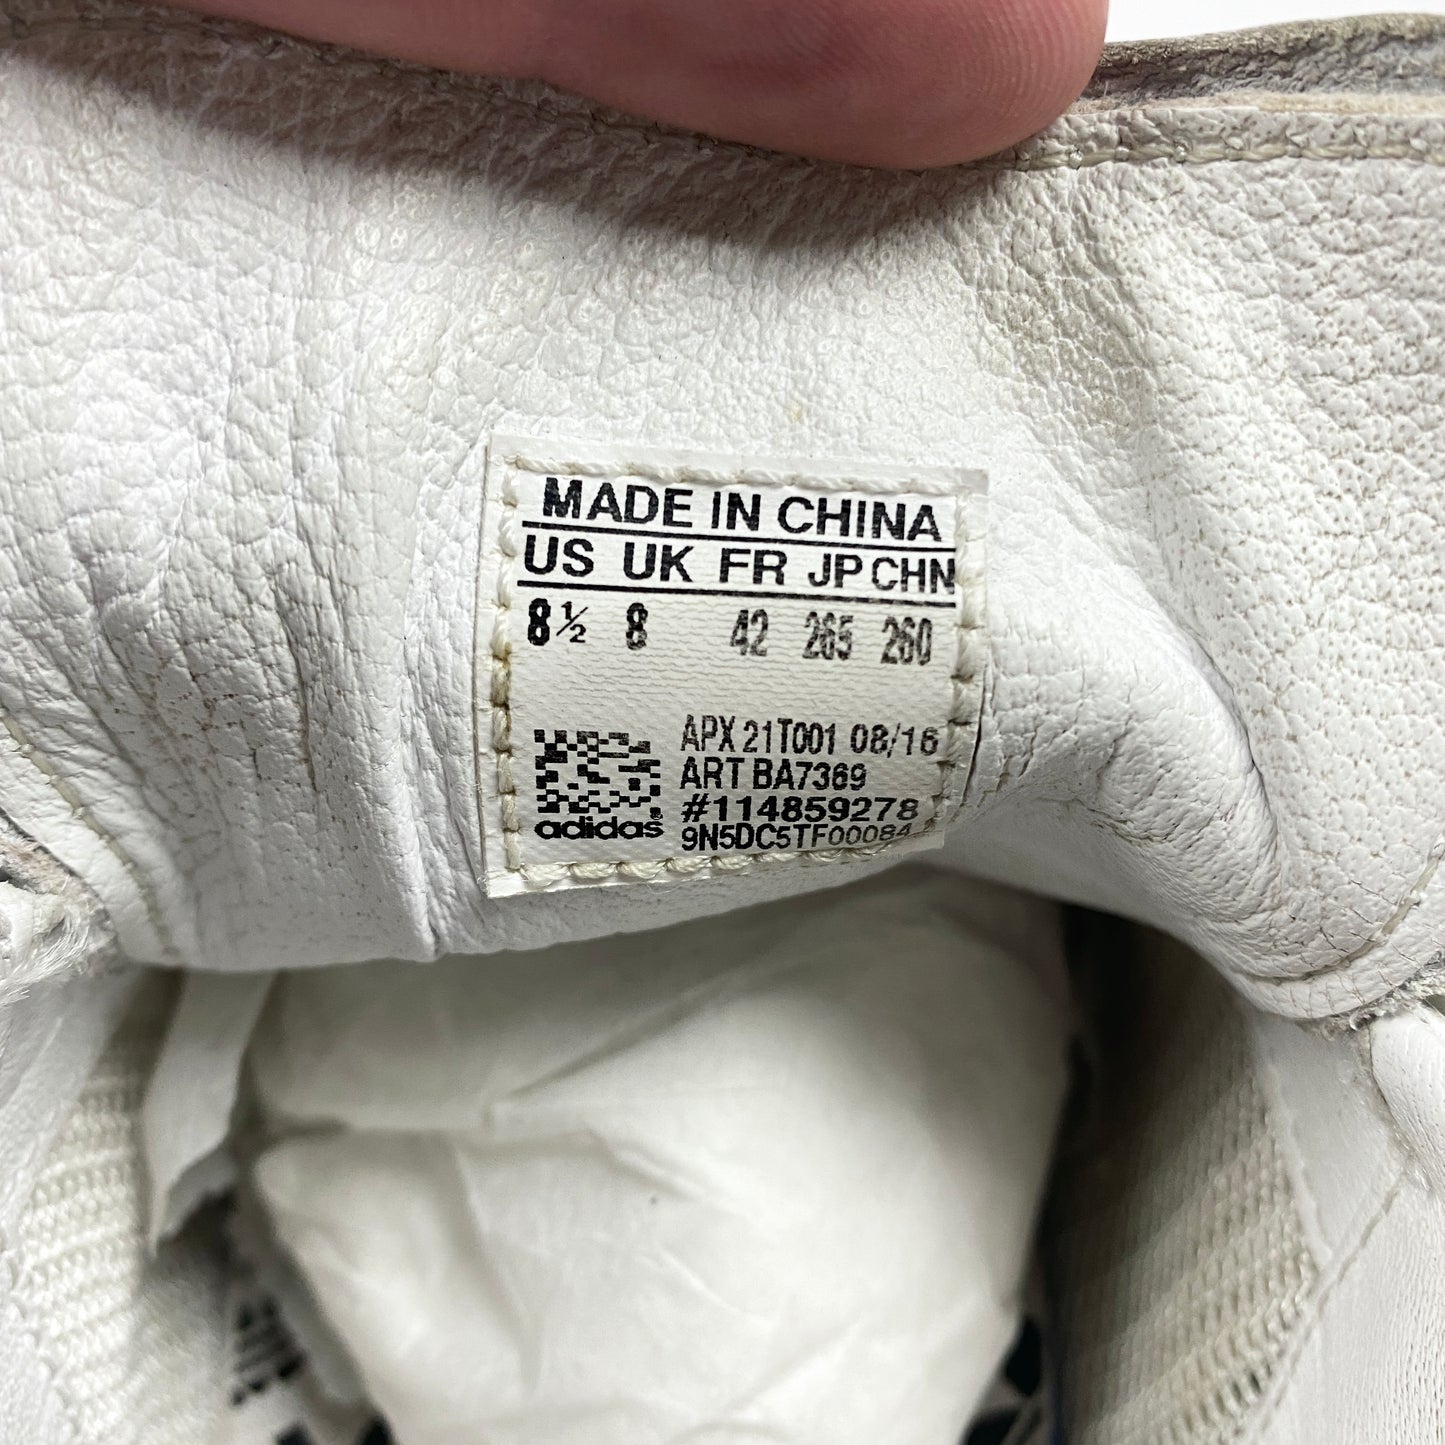 MADE IN CHINA
US UK FR JP CHN
8½ 8 42 265 260
APX 21T001 08/16
ART BA7369
#114859278
adidas®
9N5DC5TF00084